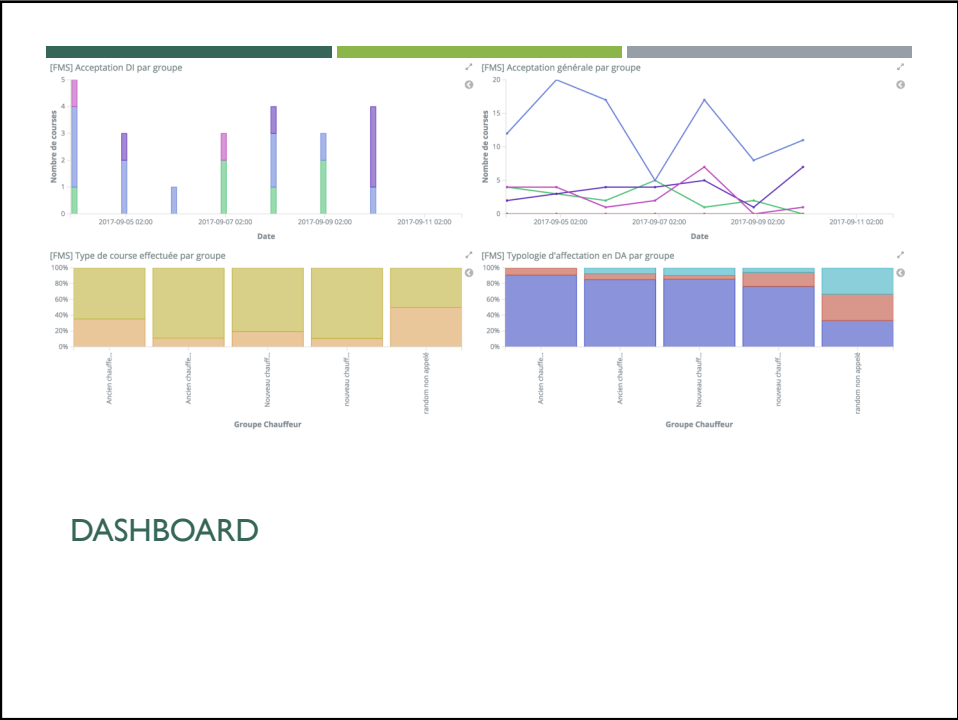 [FMS] Acceptation DI par groupe
5
4
3
2
1
0
Nombre de courses
2017-09-05 02:00
2017-09-07 02:00
2017-09-09 02:00
2017-09-11 02:00
Date
[FMS] Acceptation générale par groupe
20
15
10
5
0
Nombre de courses
2017-09-05 02:00
2017-09-07 02:00
2017-09-09 02:00
2017-09-11 02:00
Date
[FMS] Type de course effectuée par groupe
100%
80%
60%
40%
20%
0%
Ancien chauffe...
Ancien chauffe...
Nouveau chauff...
nouveau chauff...
random non appelé
Groupe Chauffeur
[FMS] Typologie d'affectation en DA par groupe
100%
80%
60%
40%
20%
0%
Ancien chauffe...
Ancien chauffe...
Nouveau chauff...
nouveau chauff...
random non appelé
Groupe Chauffeur
DASHBOARD